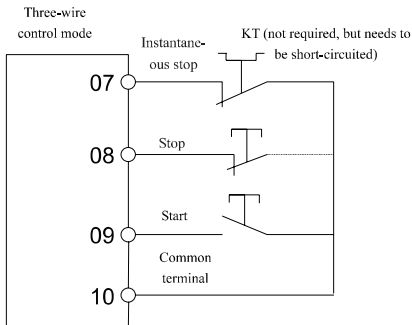 Three-wire
control mode
Instantane-
ous stop
KT (not required, but needs to
be short-circuited)
07
Stop
08
Start
09
Common
terminal
10